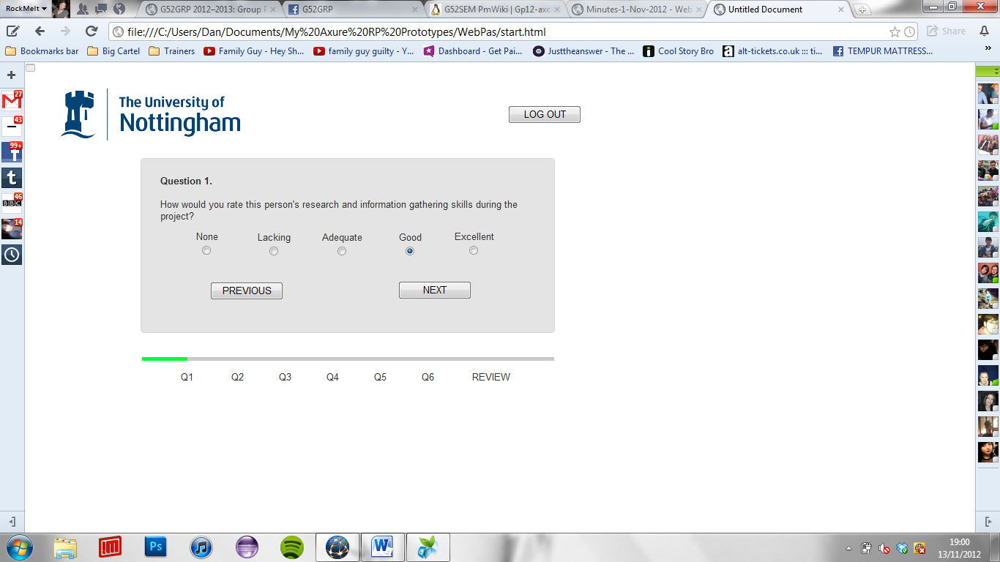 RockMelt
G52GRP 2012–2013: Group P
G52GRP
G52SEM PmWiki | Gp12-axc
Minutes-1-Nov-2012 - Web
Untitled Document
file:///C:/Users/Dan/Documents/My%20Axure%20RP%20Prototypes/WebPas/start.html
Share
Bookmarks bar
Big Cartel
Trainers
Family Guy - Hey Sh...
family guy guilty - Y...
Dashboard - Get Pai...
Justtheanswer - The ...
Cool Story Bro
alt-tickets.co.uk ::: ti...
TEMPUR MATTRESS...
»
27
43
99+
46
BBC
14
The University of
Nottingham
LOG OUT
Question 1.
How would you rate this person's research and information gathering skills during the
project?
None Lacking Adequate Good Excellent
PREVIOUS NEXT
Q1 Q2 Q3 Q4 Q5 Q6 REVIEW
Ps
19:00
13/11/2012